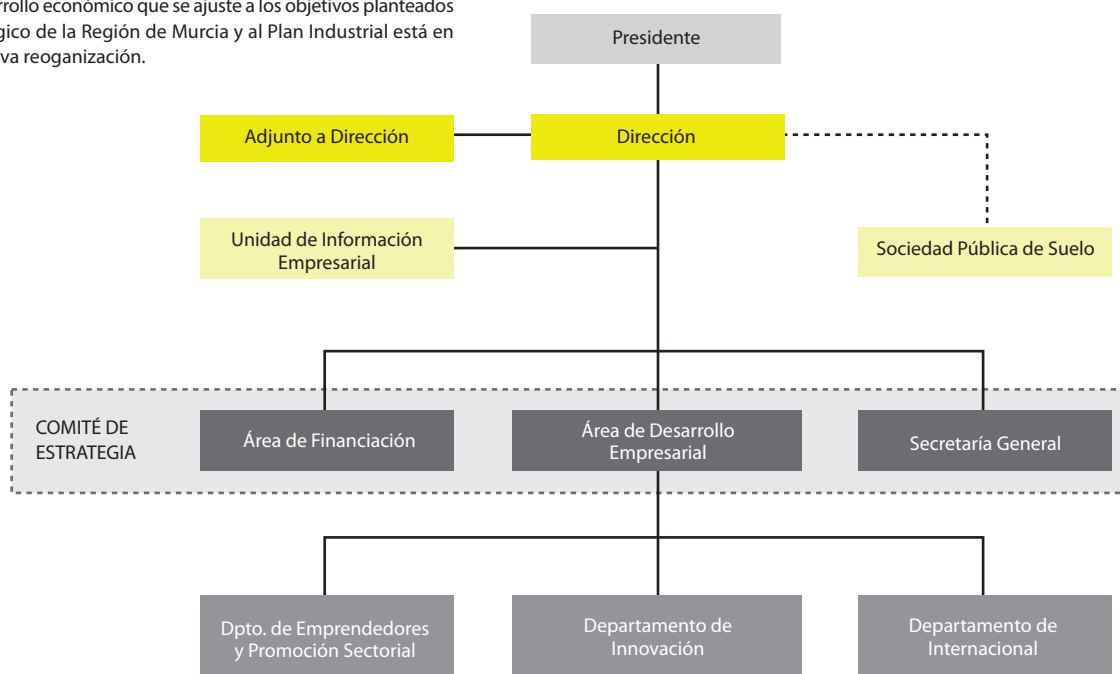 rrollo económico que se ajuste a los objetivos planteados
gico de la Región de Murcia y al Plan Industrial está en
va reoganización.
Presidente
Adjunto a Dirección
Dirección
Unidad de Información
Empresarial
Sociedad Pública de Suelo
COMITÉ DE
ESTRATEGIA
Área de Financiación
Área de Desarrollo
Empresarial
Secretaría General
Dpto. de Emprendedores
y Promoción Sectorial
Departamento de
Innovación
Departamento de
Internacional